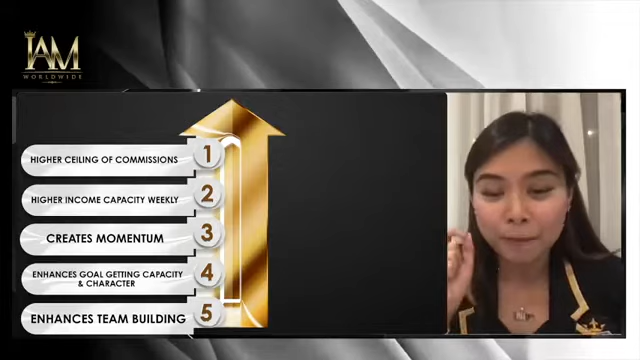 IAM
WORLDWIDE
HIGHER CEILING OF COMMISSIONS 1
HIGHER INCOME CAPACITY WEEKLY 2
CREATES MOMENTUM 3
ENHANCES GOAL GETTING CAPACITY
& CHARACTER 4
ENHANCES TEAM BUILDING 5